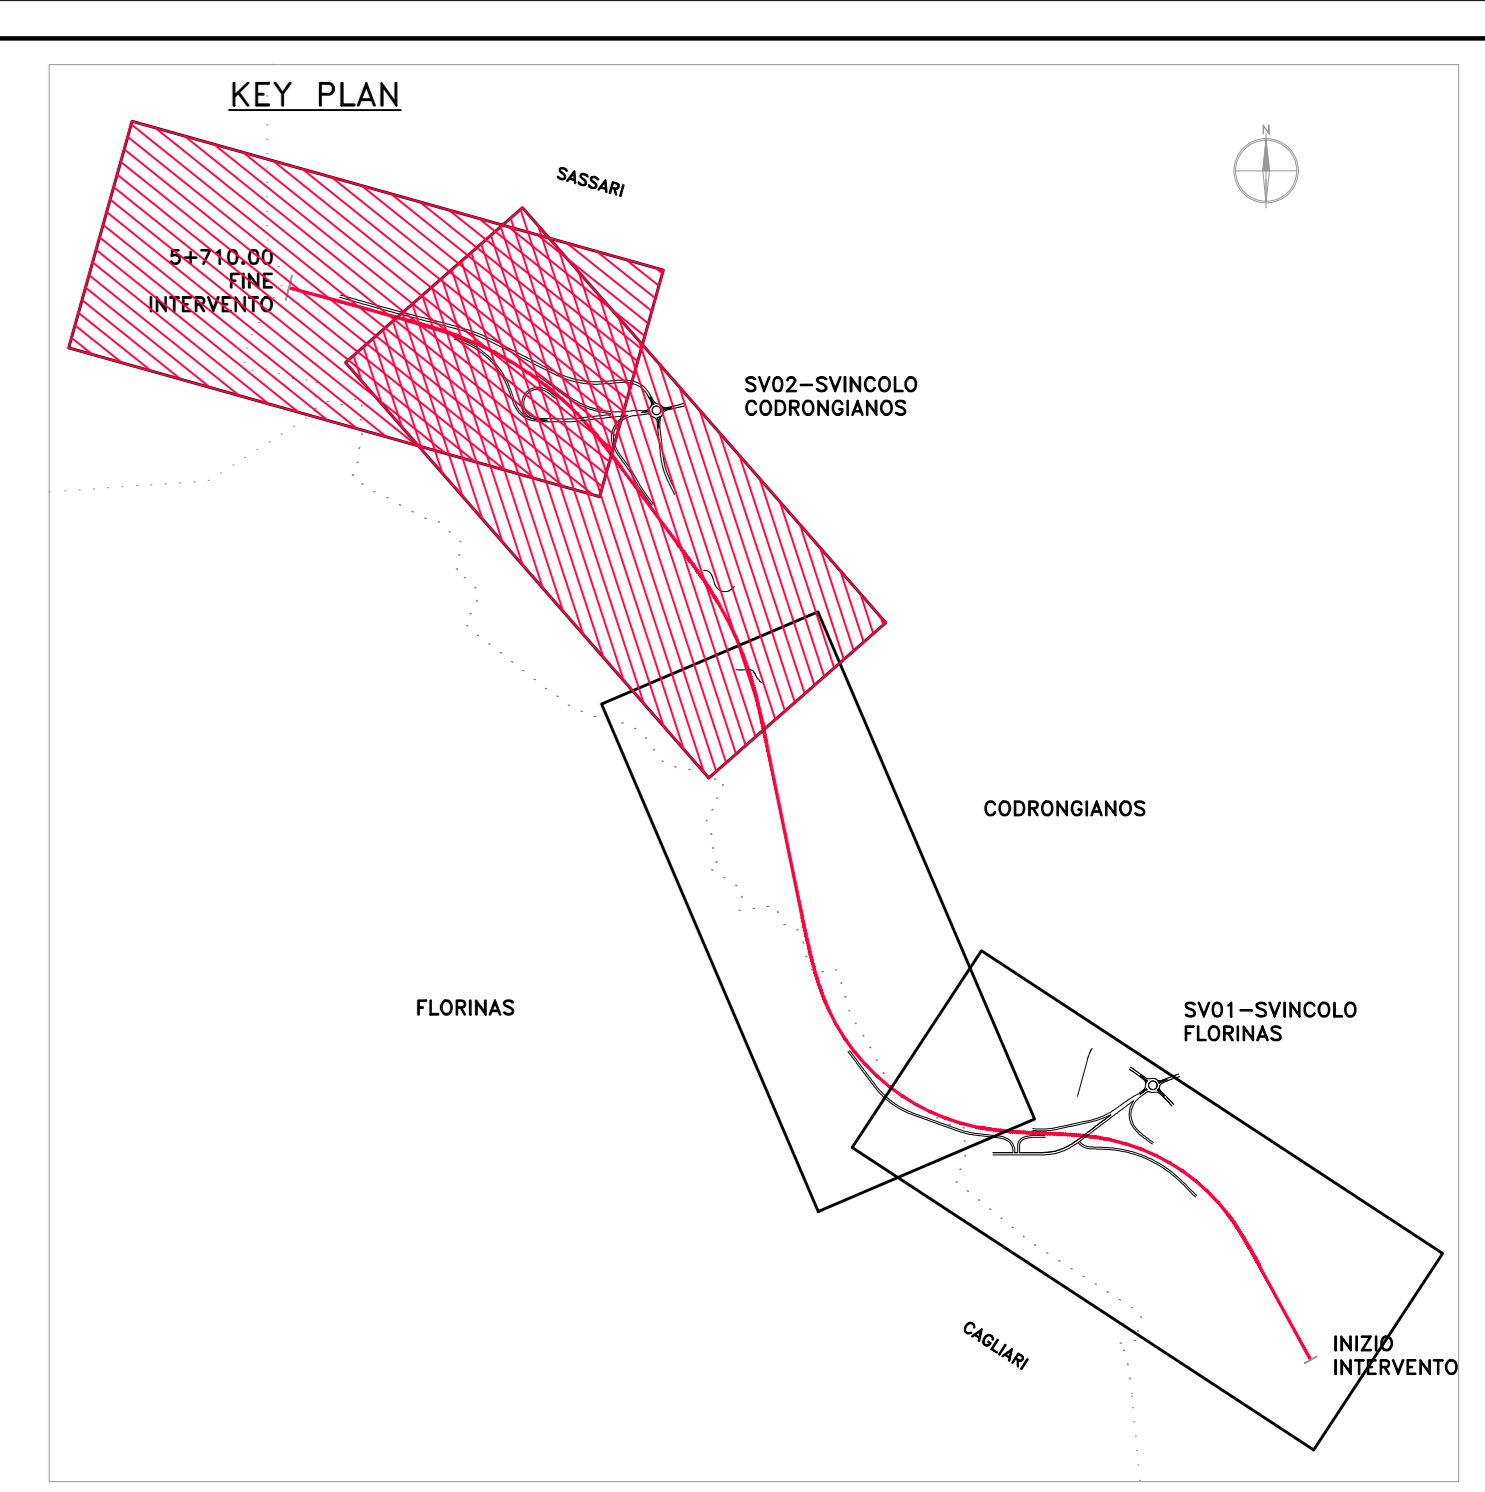 KEY PLAN
N
SASSARI
5+710.00
FINE
INTERVENTO
SV02-SVINCOLO
CODRONGIANOS
CODRONGIANOS
FLORINAS
SV01-SVINCOLO
FLORINAS
CAGLIARI
INIZIO
INTERVENTO